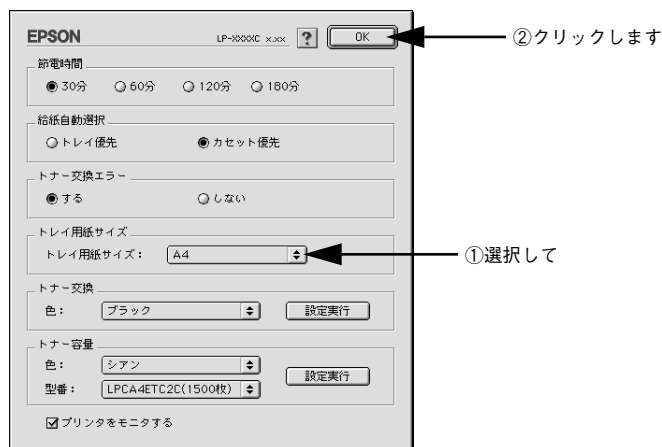 EPSON LP-XXXXC x.xx ? OK ②クリックします
節電時間
30分 60分 120分 180分
給紙自動選択
トレイ優先 カセット優先
トナー交換エラー
する しない
トレイ用紙サイズ
トレイ用紙サイズ： A4 ①選択して
トナー交換
色： ブラック 設定実行
トナー容量
色： シアン
設定実行
型番： LPCA4ETC2C(1500枚)
プリンタをモニタする